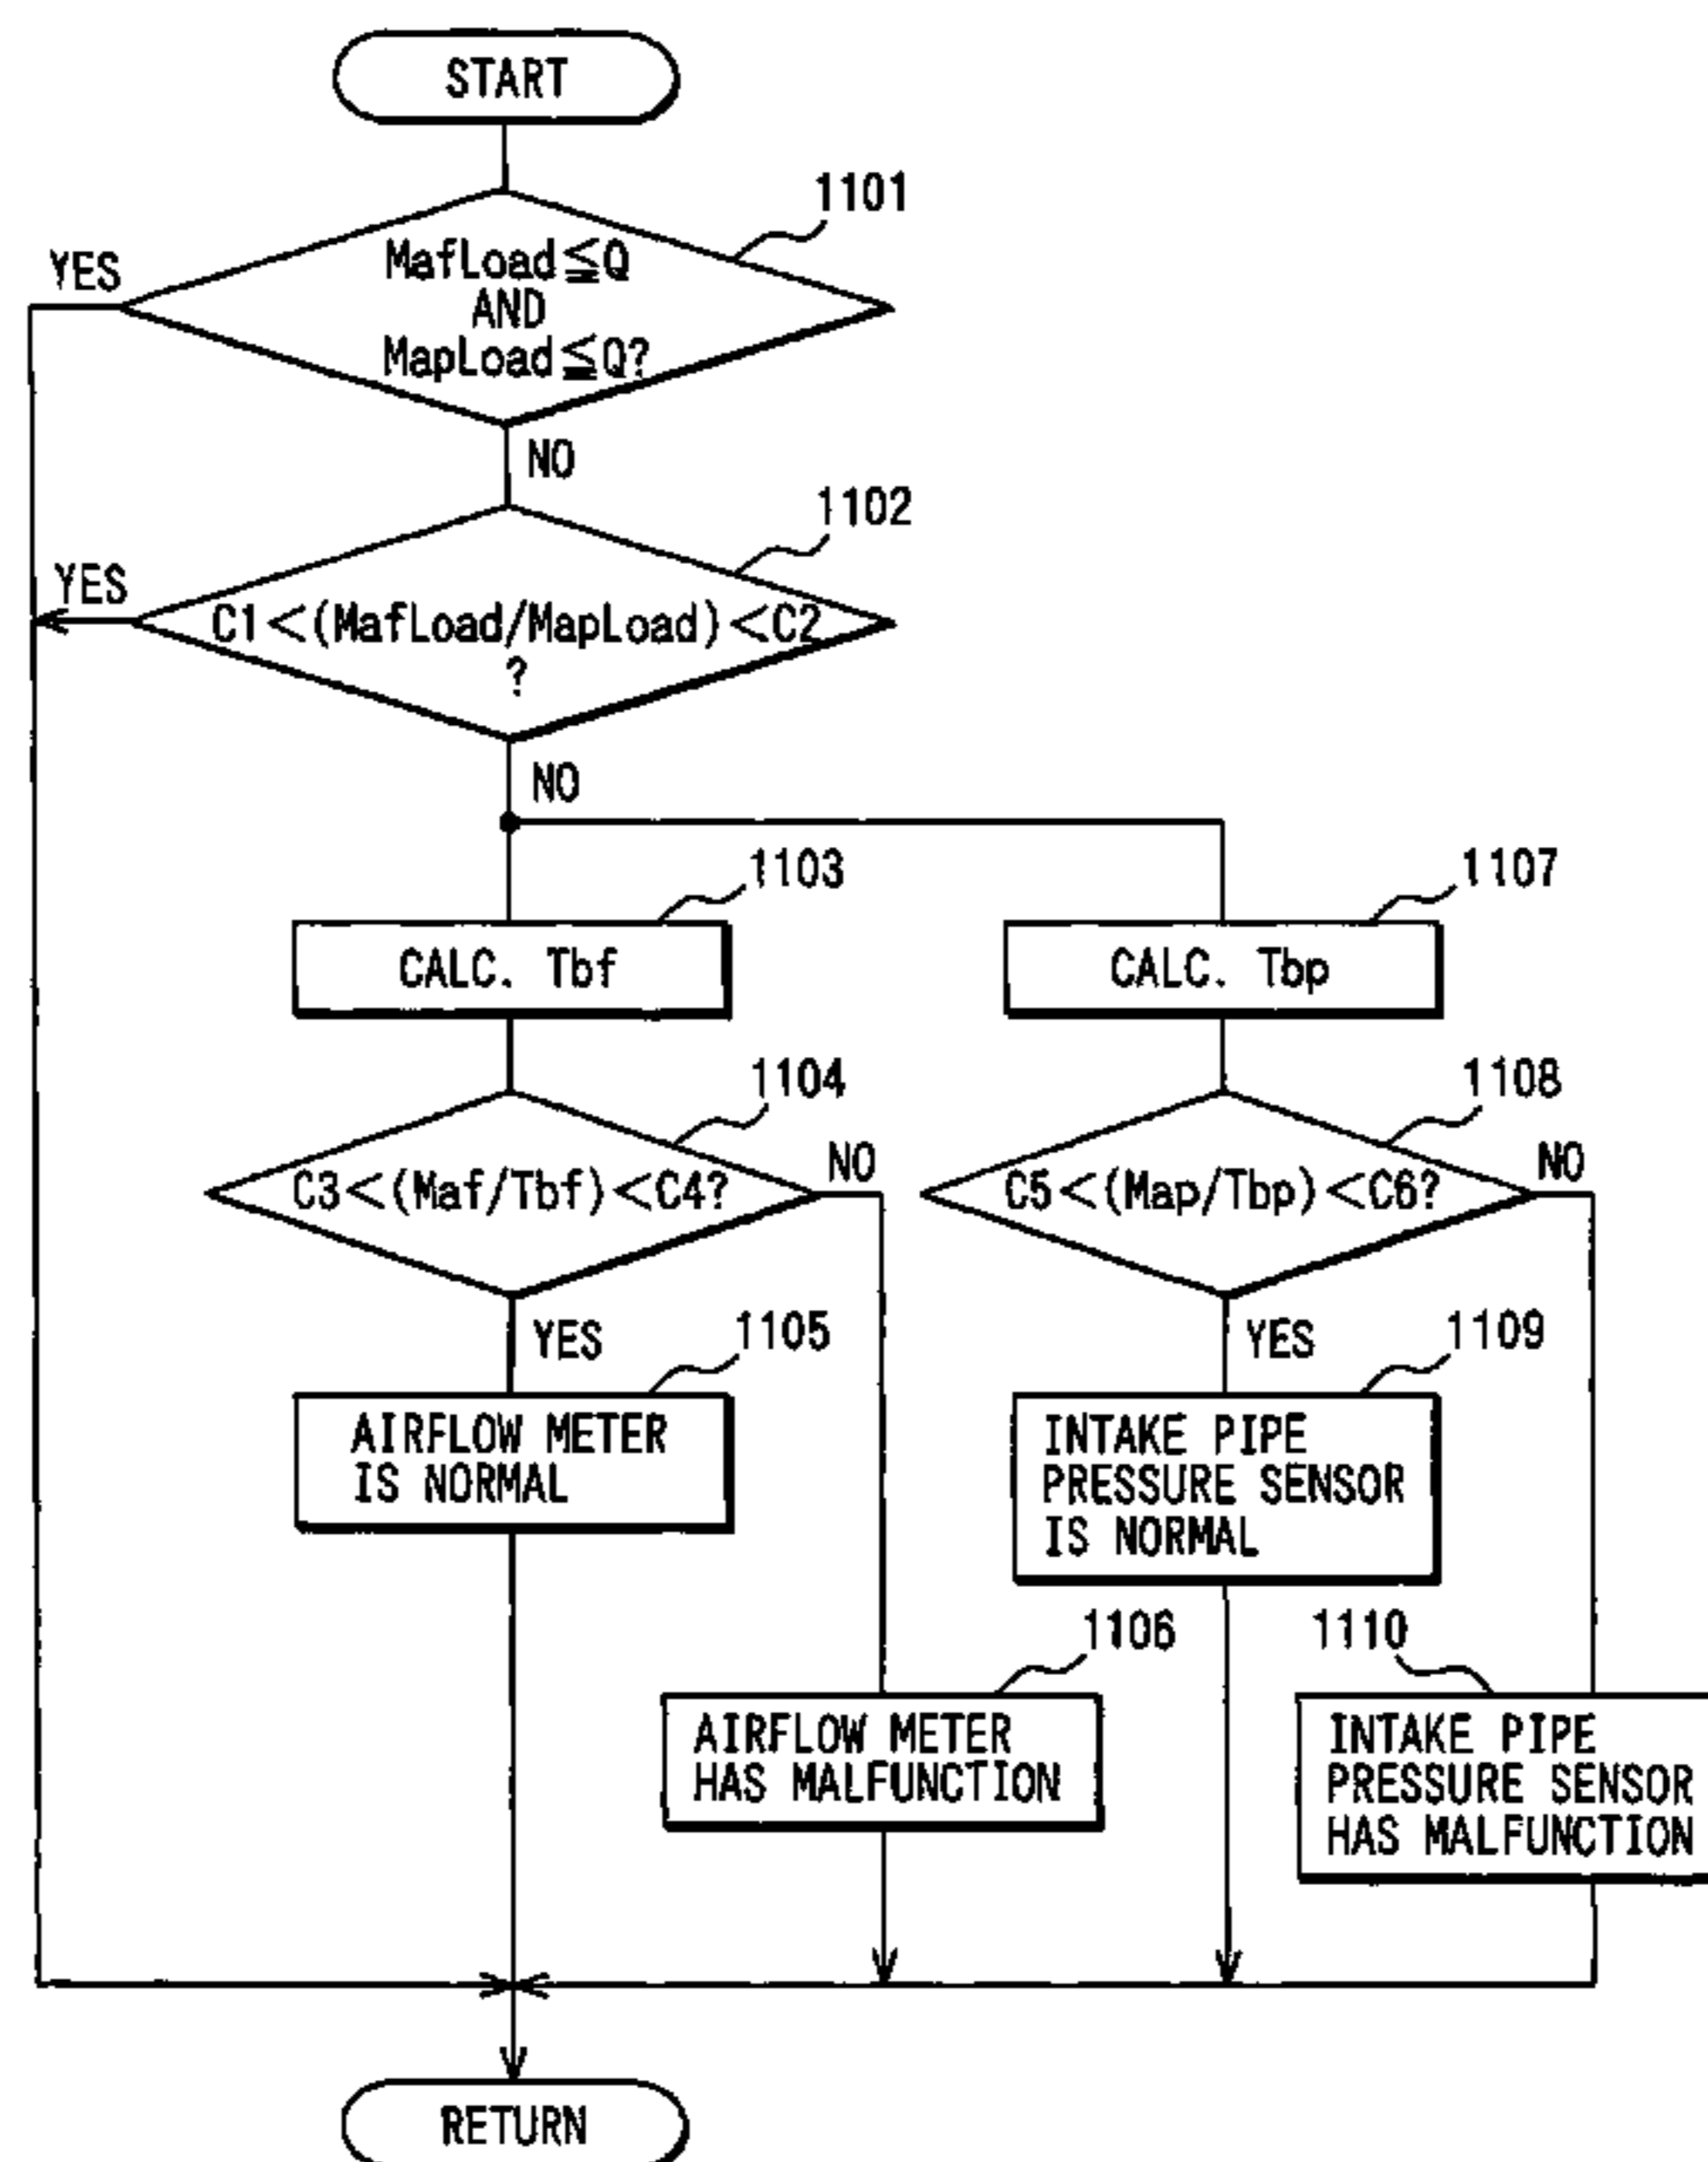 START
1101
YES
MafLoad≦Q
AND
MapLoad≦Q?
NO
1102
YES
C1<(MafLoad/MapLoad)<C2
?
NO
1103
CALC. Tbf
1107
CALC. Tbp
1104
C3<(Maf/Tbf)<C4?
NO
1108
C5<(Map/Tbp)<C6?
NO
YES
1105
AIRFLOW METER
IS NORMAL
YES
1109
INTAKE PIPE
PRESSURE SENSOR
IS NORMAL
1106
AIRFLOW METER
HAS MALFUNCTION
1110
INTAKE PIPE
PRESSURE SENSOR
HAS MALFUNCTION
RETURN